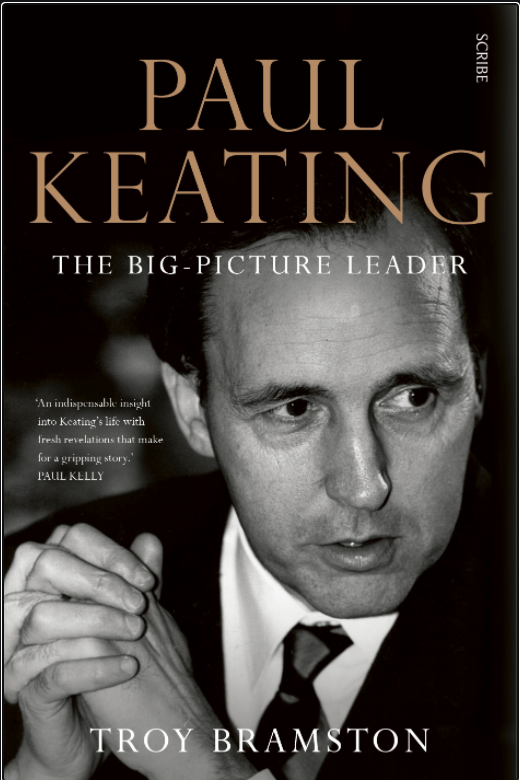 SCRIBE
PAUL
KEATING
THE BIG-PICTURE LEADER
'An indispensable insight
into Keating's life with
fresh revelations that make
for a gripping story.'
PAUL KELLY
TROY BRAMSTON